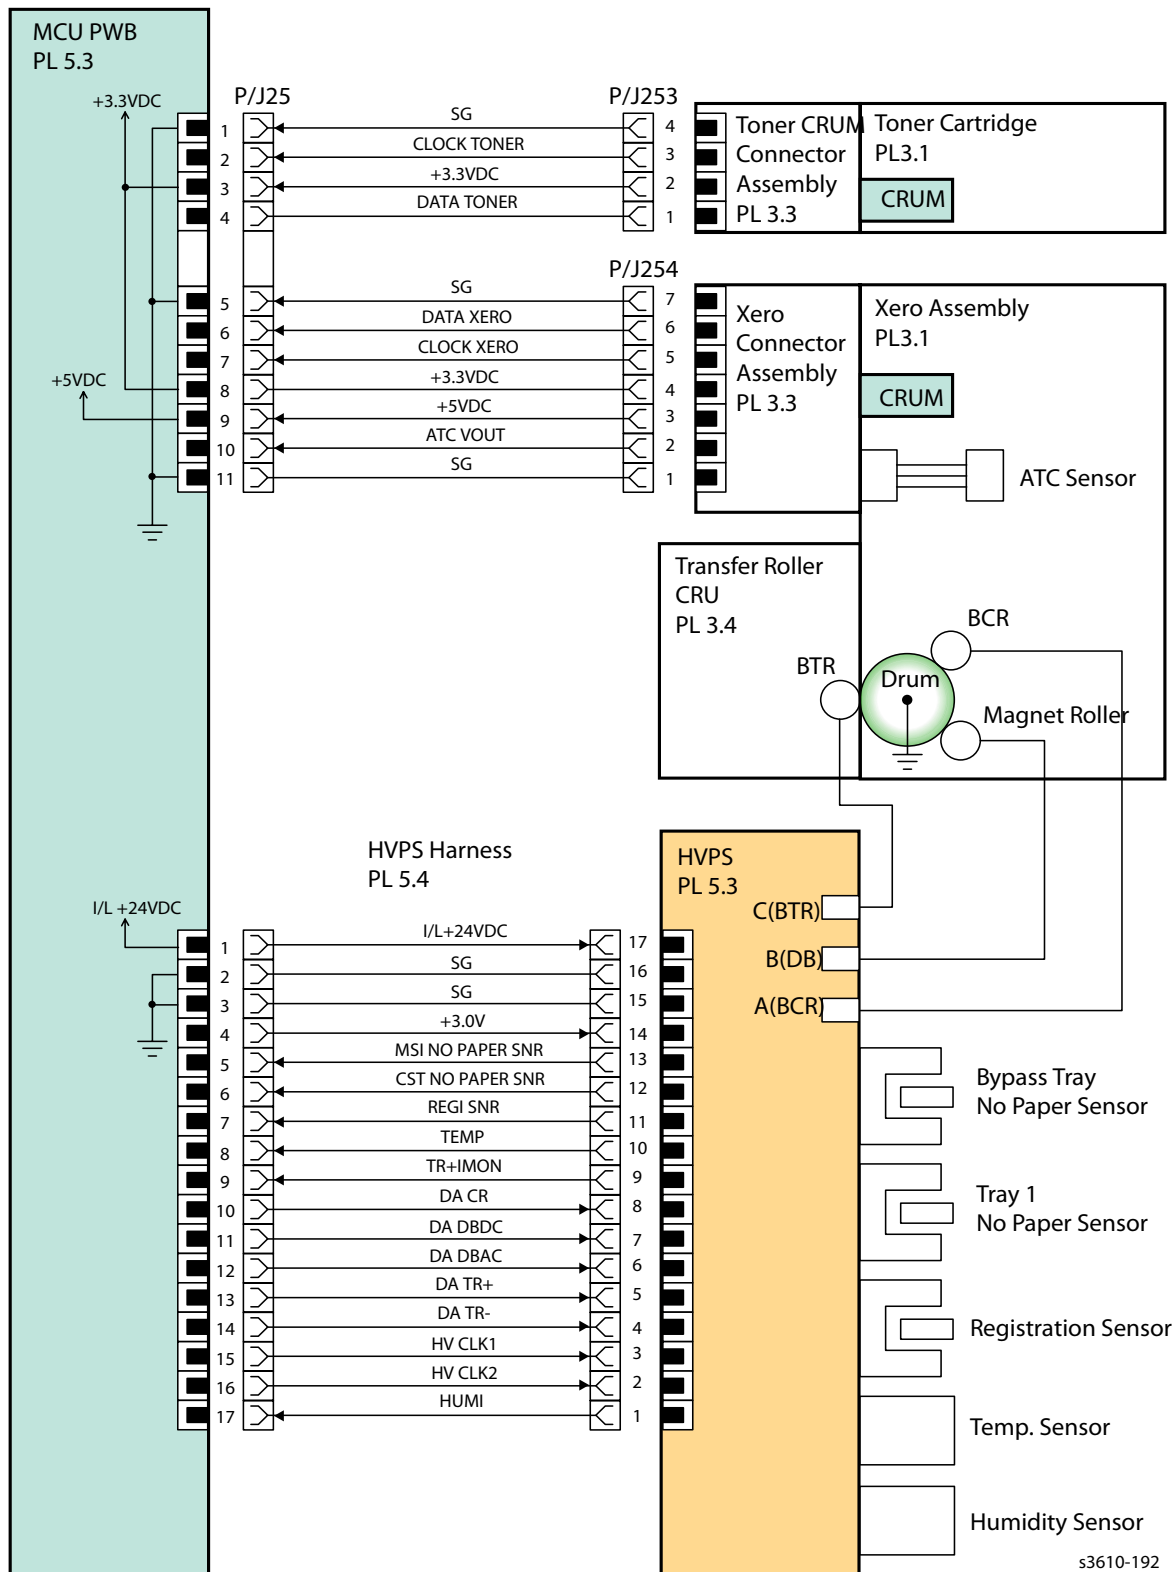 MCU PWB
PL 5.3
+3.3VDC
P/J25
P/J253
1 SG 4
2 CLOCK TONER 3
3 +3.3VDC 2
4 DATA TONER 1
Toner CRUM
Connector
Assembly
PL 3.3
Toner Cartridge
PL3.1
CRUM
P/J254
5 SG 7
6 DATA XERO 6
7 CLOCK XERO 5
8 +3.3VDC 4
+5VDC
9 +5VDC 3
10 ATC VOUT 2
11 SG 1
Xero
Connector
Assembly
PL 3.3
Xero Assembly
PL3.1
CRUM
ATC Sensor
Transfer Roller
CRU
PL 3.4
BCR
BTR
Drum
Magnet Roller
HVPS Harness
PL 5.4
HVPS
PL 5.3
C(BTR)
B(DB)
A(BCR)
I/L +24VDC
1 I/L+24VDC 17
2 SG 16
3 SG 15
4 +3.0V 14
5 MSI NO PAPER SNR 13
6 CST NO PAPER SNR 12
7 REGI SNR 11
8 TEMP 10
9 TR+IMON 9
10 DA CR 8
11 DA DBDC 7
12 DA DBAC 6
13 DA TR+ 5
14 DA TR- 4
15 HV CLK1 3
16 HV CLK2 2
17 HUMI 1
Bypass Tray
No Paper Sensor
Tray 1
No Paper Sensor
Registration Sensor
Temp. Sensor
Humidity Sensor
s3610-192